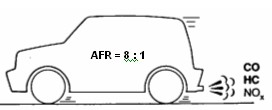 AFR = 8 : 1
CO
HC
NOx